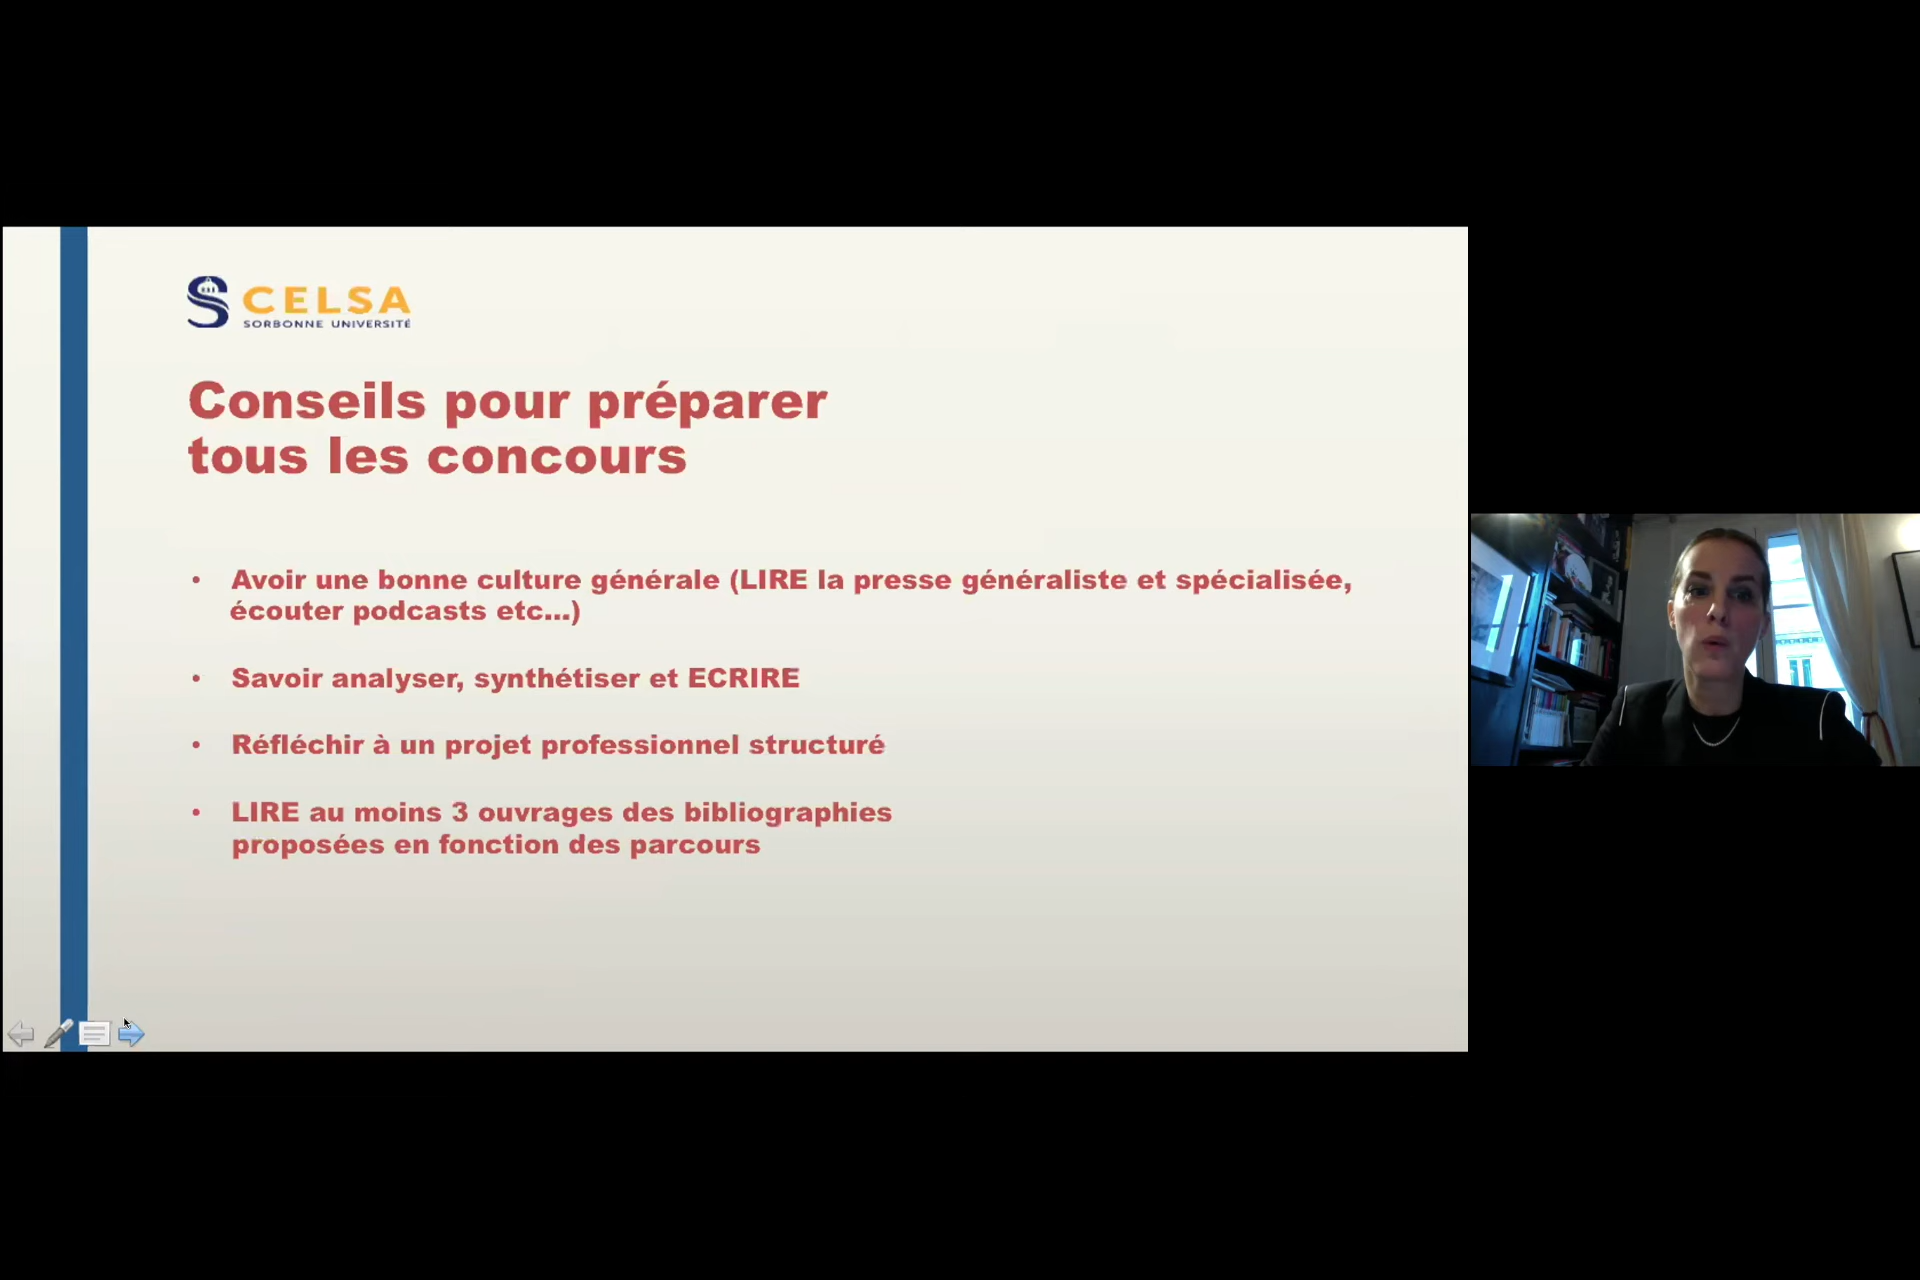 CELSA
SORBONNE UNIVERSITÉ
Conseils pour préparer
tous les concours
• Avoir une bonne culture générale (LIRE la presse généraliste et spécialisée,
écouter podcasts etc...)
• Savoir analyser, synthétiser et ECRIRE
• Réfléchir à un projet professionnel structuré
• LIRE au moins 3 ouvrages des bibliographies
proposées en fonction des parcours